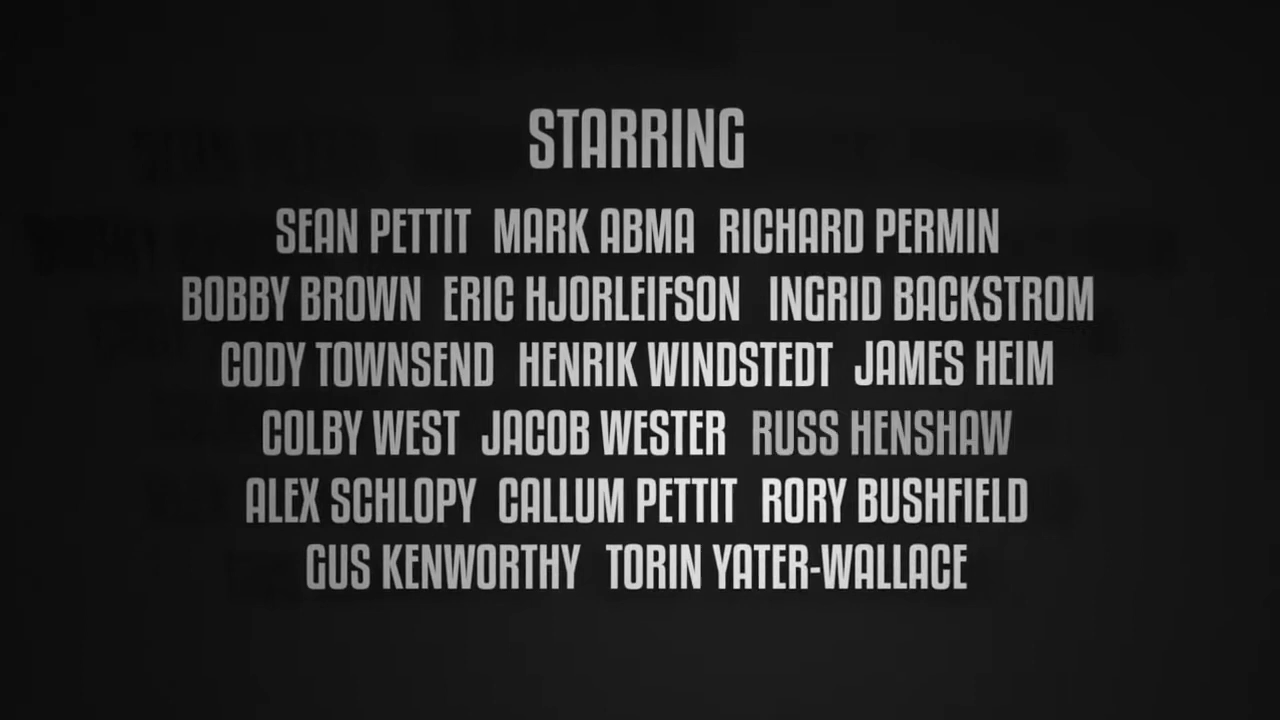 STARRING
SEAN PETTIT MARK ABMA RICHARD PERMIN
BOBBY BROWN ERIC HJORLEIFSON INGRID BACKSTROM
CODY TOWNSEND HENRIK WINDSTEDT JAMES HEIM
COLBY WEST JACOB WESTER RUSS HENSHAW
ALEX SCHLOPY CALLUM PETTIT RORY BUSHFIELD
GUS KENWORTHY TORIN YATER-WALLACE